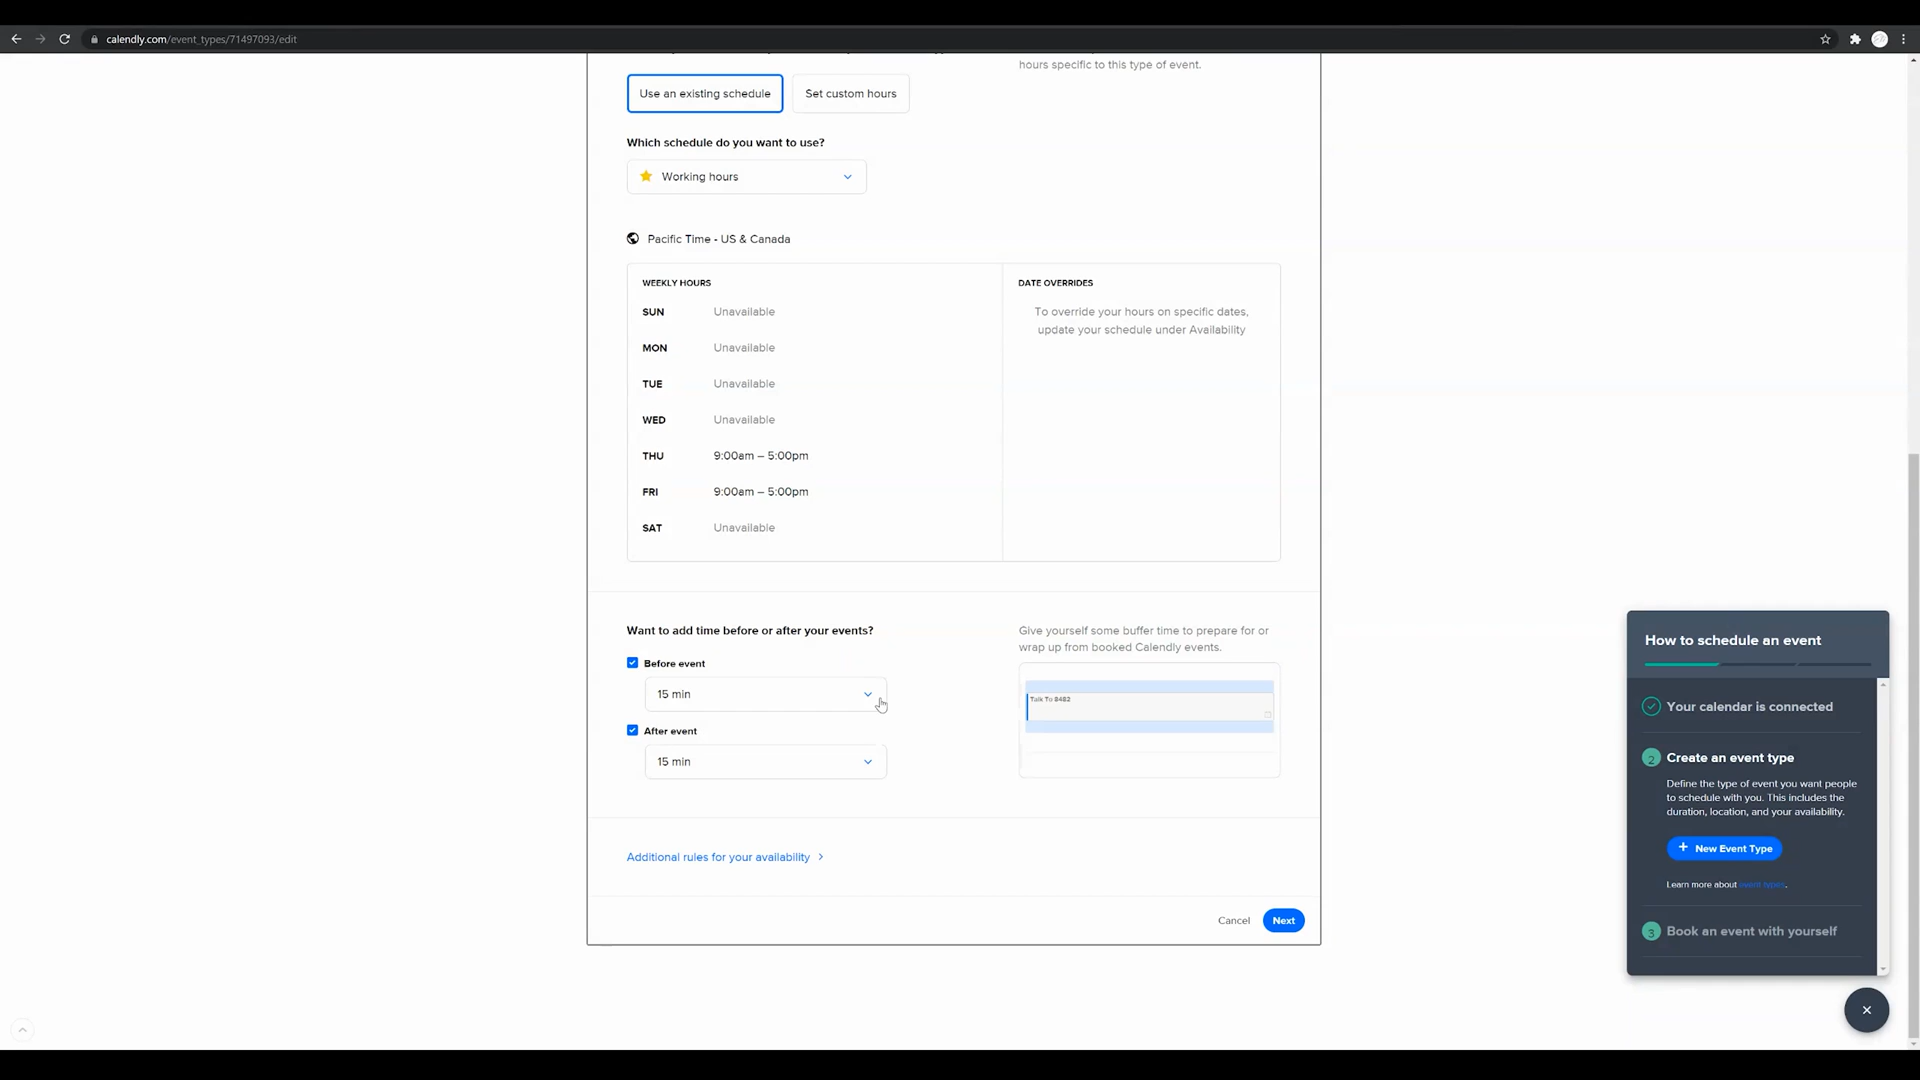 calendly.com/event_types/71497093/edit
hours specific to this type of event.
Use an existing schedule
Set custom hours
Which schedule do you want to use?
Working hours
Pacific Time - US & Canada
WEEKLY HOURS
DATE OVERRIDES
SUN Unavailable
To override your hours on specific dates,
update your schedule under Availability
MON Unavailable
TUE Unavailable
WED Unavailable
THU 9:00am – 5:00pm
FRI 9:00am – 5:00pm
SAT Unavailable
Want to add time before or after your events?
Give yourself some buffer time to prepare for or
wrap up from booked Calendly events.
Before event
15 min
Talk To 8482
After event
15 min
Additional rules for your availability
Cancel
Next
How to schedule an event
Your calendar is connected
2 Create an event type
Define the type of event you want people
to schedule with you. This includes the
duration, location, and your availability.
+ New Event Type
Learn more about event types.
3 Book an event with yourself